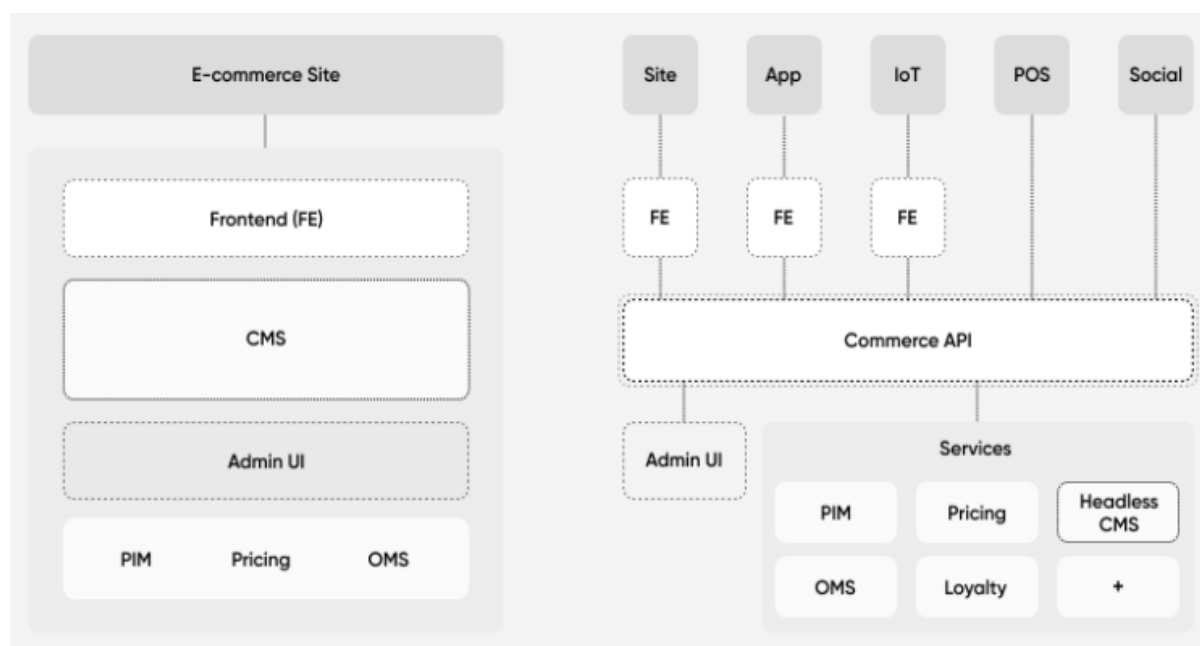 E-commerce Site
Frontend (FE)
CMS
Admin UI
PIM Pricing OMS
Site App IoT POS Social
FE FE FE
Commerce API
Admin UI
Services
PIM Pricing Headless
CMS
OMS Loyalty +